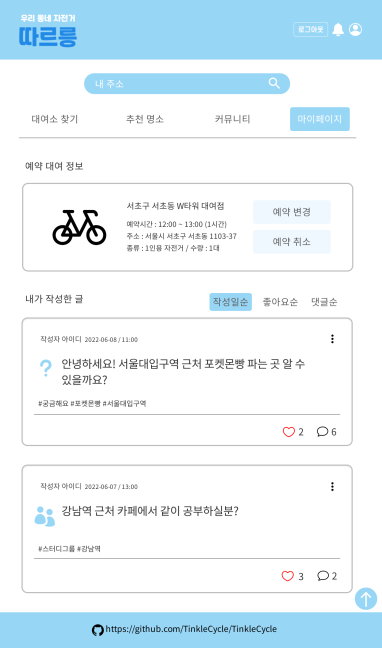 우리 동네 자전거
따르릉
로그아웃
내 주소
대여소 찾기
추천 명소
커뮤니티
마이페이지
예약 대여 정보
서초구 서초동 W타워 대여점
예약시간 : 12:00 ~ 13:00 (1시간)
주소 : 서울시 서초구 서초동 1103-37
종류 : 1인용 자전거 / 수량 : 1대
예약 변경
예약 취소
내가 작성한 글
작성일순
좋아요순
댓글순
작성자 아이디 2022-06-08 / 11:00
안녕하세요! 서울대입구역 근처 포켓몬빵 파는 곳 알 수
있을까요?
#궁금해요 #포켓몬빵 #서울대입구역
2
6
작성자 아이디 2022-06-07 / 13:00
강남역 근처 카페에서 같이 공부하실분?
#스터디그룹 #강남역
3
2
https://github.com/TinkleCycle/TinkleCycle